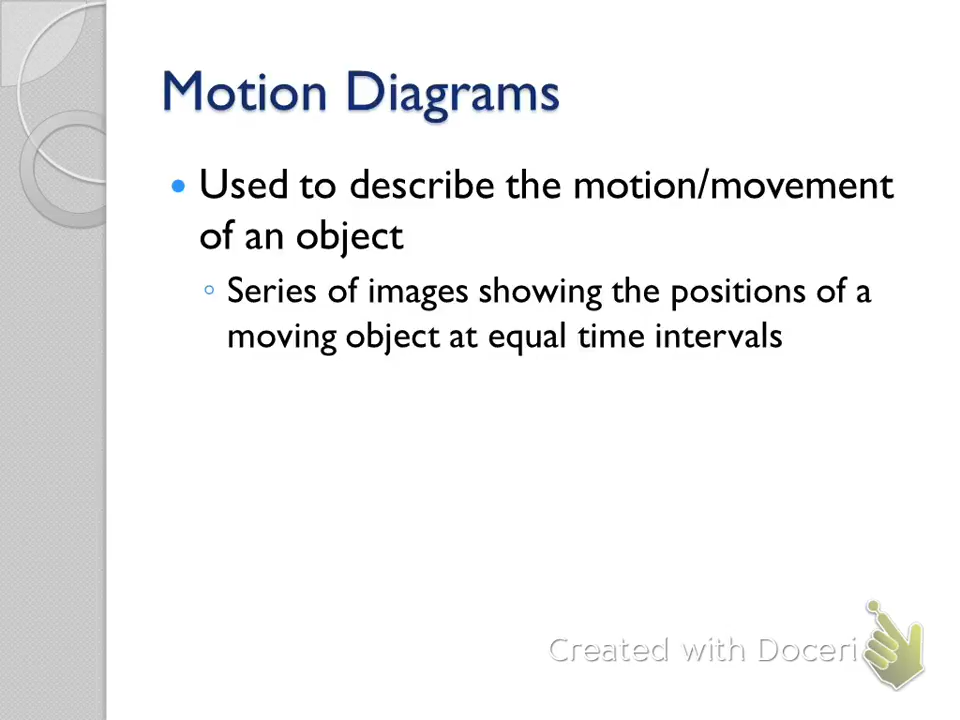 Motion Diagrams
Used to describe the motion/movement
of an object
Series of images showing the positions of a
moving object at equal time intervals
Created with Doceri